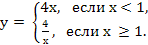 y = { 4x, если x < 1,
4/x, если x ≥ 1.